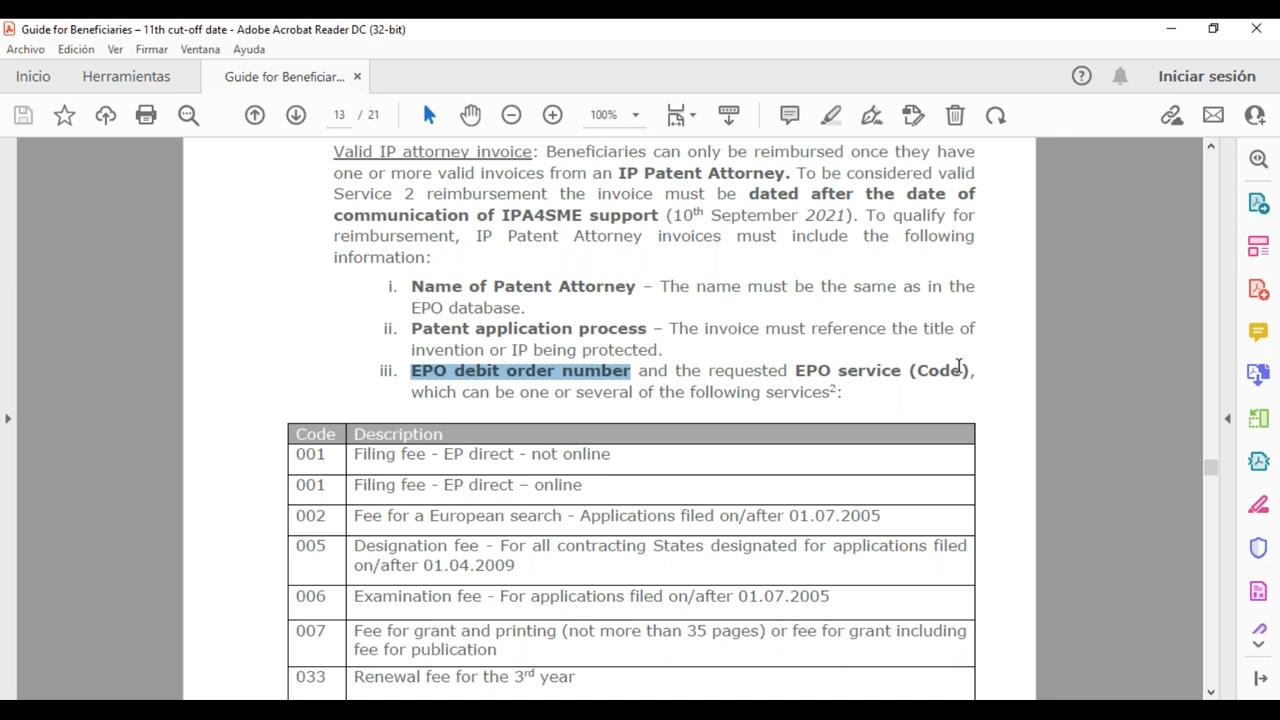 Guide for Beneficiaries – 11th cut-off date - Adobe Acrobat Reader DC (32-bit)
Archivo Edición Ver Firmar Ventana Ayuda
Inicio Herramientas Guide for Beneficiar... × Iniciar sesión
13 / 21 100%
Valid IP attorney invoice: Beneficiaries can only be reimbursed once they have
one or more valid invoices from an IP Patent Attorney. To be considered valid
Service 2 reimbursement the invoice must be dated after the date of
communication of IPA4SME support (10th September 2021). To qualify for
reimbursement, IP Patent Attorney invoices must include the following
information:
i. Name of Patent Attorney – The name must be the same as in the
EPO database.
ii. Patent application process – The invoice must reference the title of
invention or IP being protected.
iii. EPO debit order number and the requested EPO service (Code),
which can be one or several of the following services2:
Code Description
001 Filing fee - EP direct - not online
001 Filing fee - EP direct – online
002 Fee for a European search - Applications filed on/after 01.07.2005
005 Designation fee - For all contracting States designated for applications filed
on/after 01.04.2009
006 Examination fee - For applications filed on/after 01.07.2005
007 Fee for grant and printing (not more than 35 pages) or fee for grant including
fee for publication
033 Renewal fee for the 3rd year